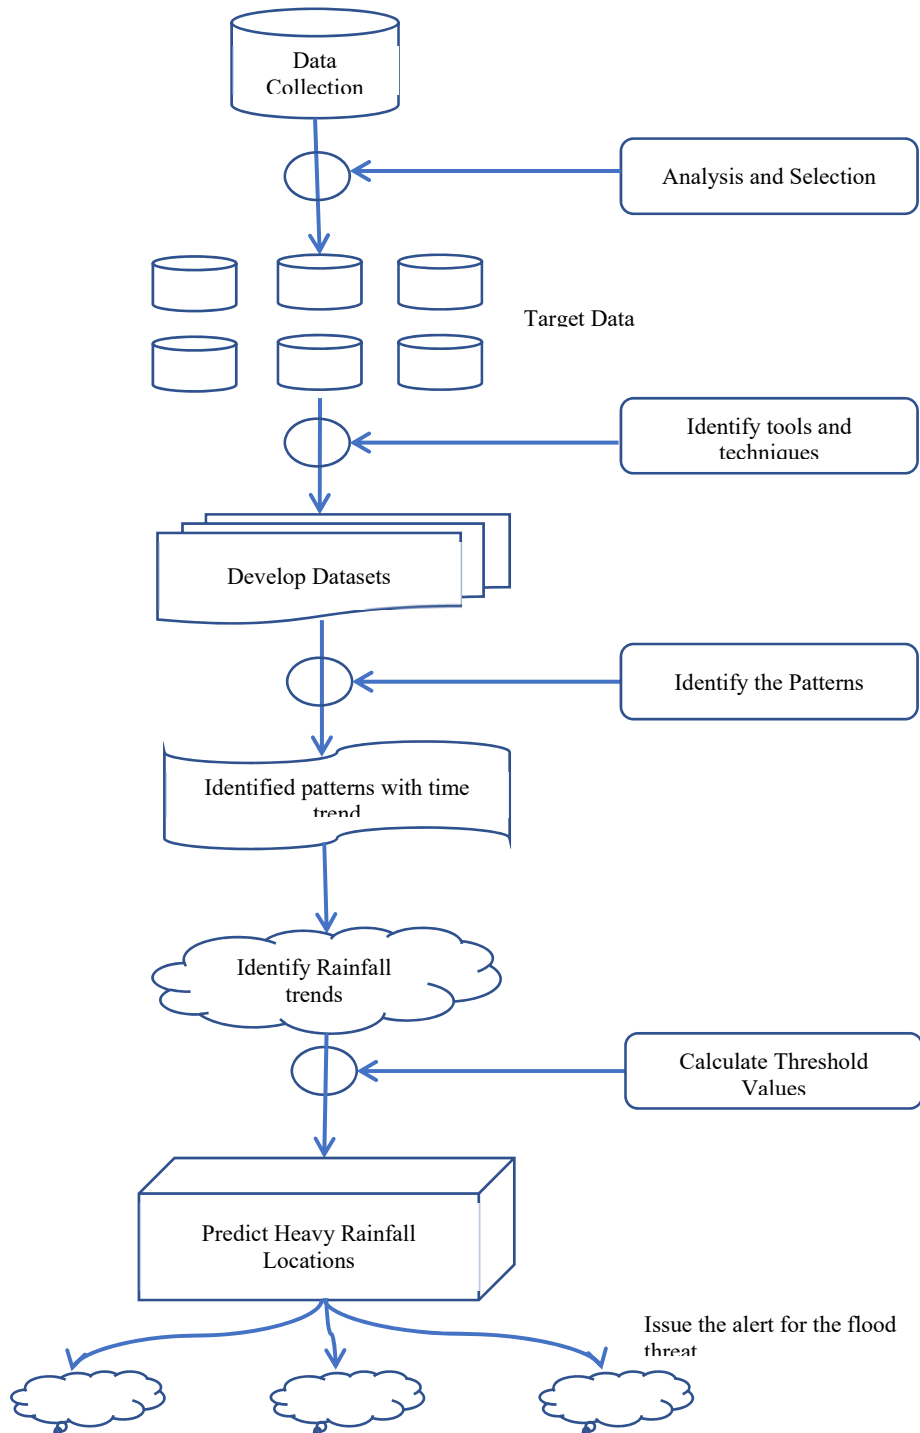 Data
Collection
Analysis and Selection
Target Data
Identify tools and
techniques
Develop Datasets
Identify the Patterns
Identified patterns with time
trend
Identify Rainfall
trends
Calculate Threshold
Values
Predict Heavy Rainfall
Locations
Issue the alert for the flood
threat